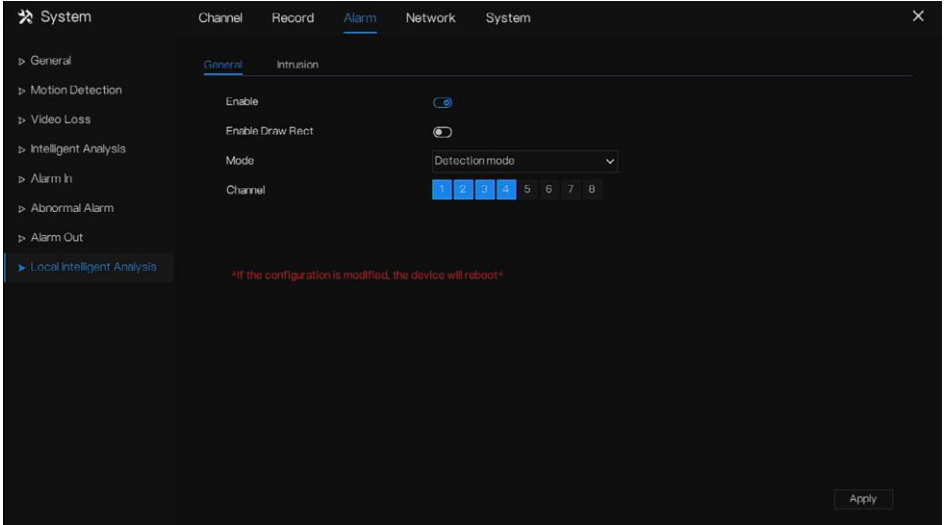 System
Channel Record Alarm Network System
General
Motion Detection
Video Loss
Intelligent Analysis
Alarm In
Abnormal Alarm
Alarm Out
Local Intelligent Analysis
General Intrusion
Enable
Enable Draw Rect
Mode Detection mode
Channel 1 2 3 4 5 6 7 8
*If the configuration is modified, the device will reboot*
Apply